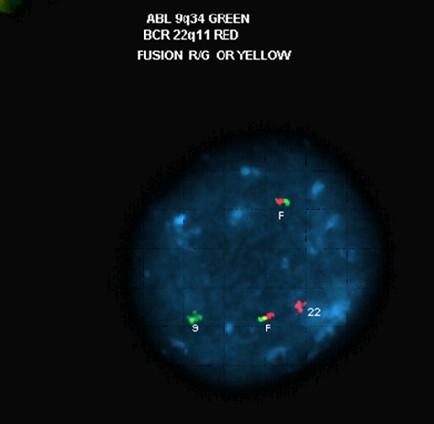 ABL 9q34 GREEN
BCR 22q11 RED
FUSION R/G OR YELLOW
F
22
9
F